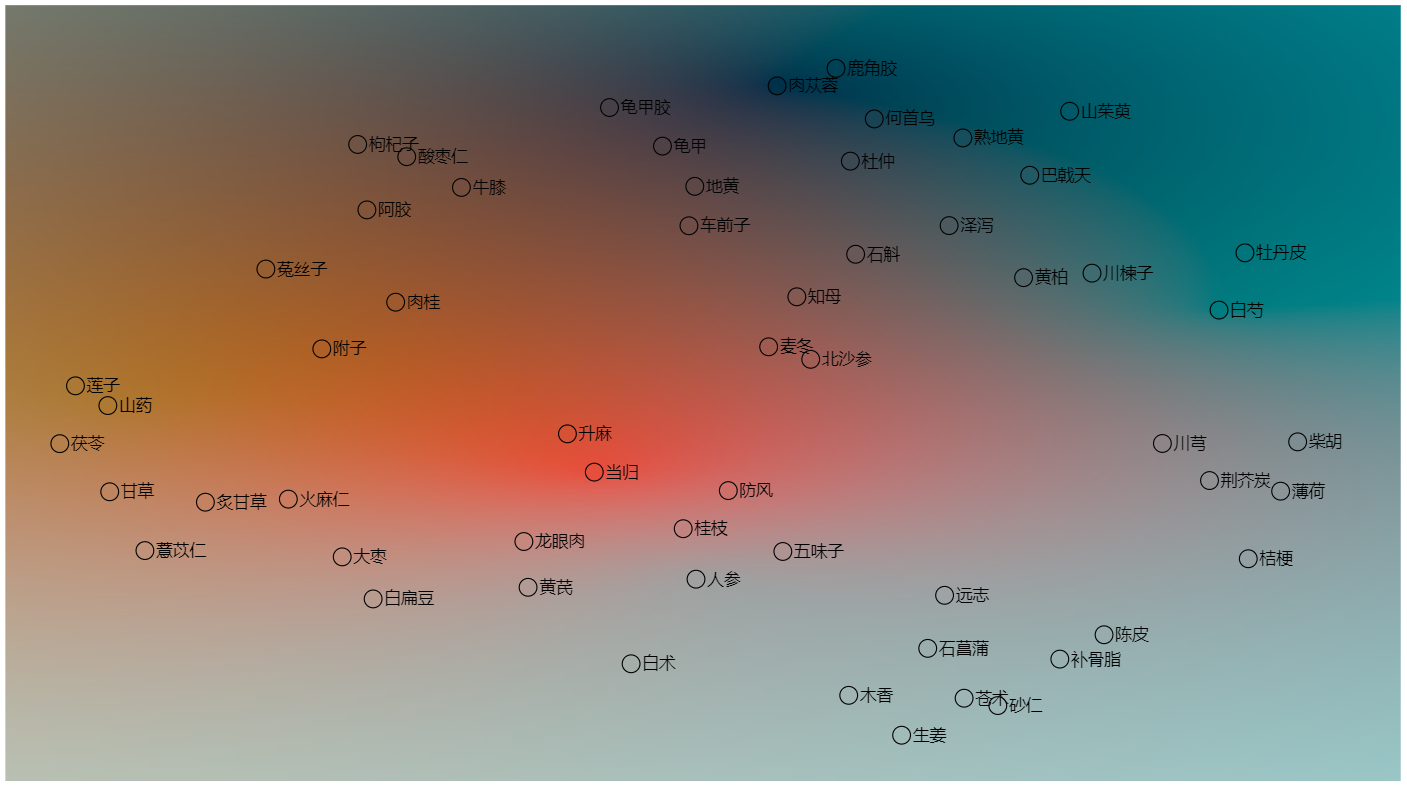 鹿角胶
肉苁蓉
龟甲胶
山茱萸
何首乌
熟地黄
枸杞子
龟甲
酸枣仁
杜仲
巴戟天
牛膝
地黄
阿胶
车前子
泽泻
牡丹皮
石斛
菟丝子
川楝子
黄柏
知母
肉桂
白芍
麦冬
附子
北沙参
莲子
山药
升麻
柴胡
川芎
茯苓
当归
荆芥炭
防风
薄荷
甘草
火麻仁
炙甘草
桂枝
龙眼肉
薏苡仁
五味子
大枣
桔梗
人参
黄芪
远志
白扁豆
陈皮
石菖蒲
补骨脂
白术
木香
苍术
砂仁
生姜